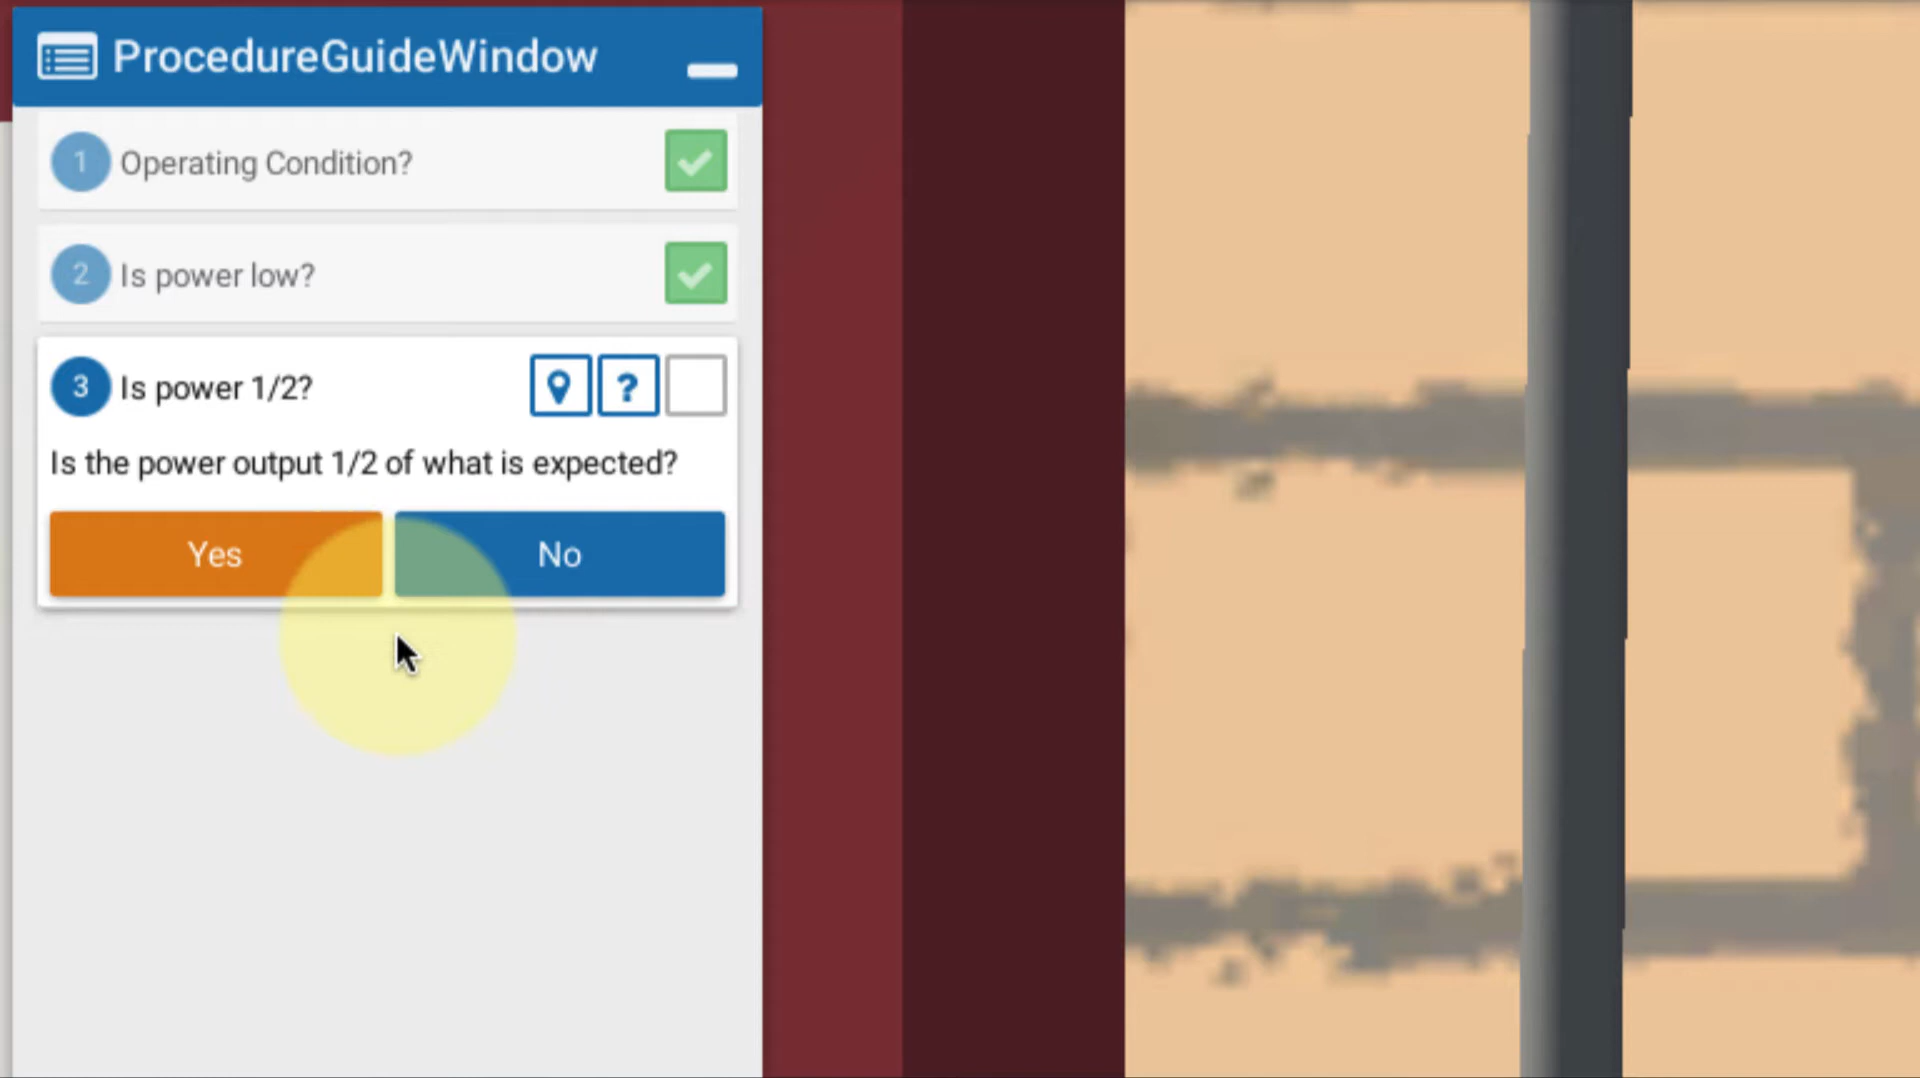 ProcedureGuideWindow
1 Operating Condition?
2 Is power low?
3 Is power 1/2? ?
Is the power output 1/2 of what is expected?
Yes No